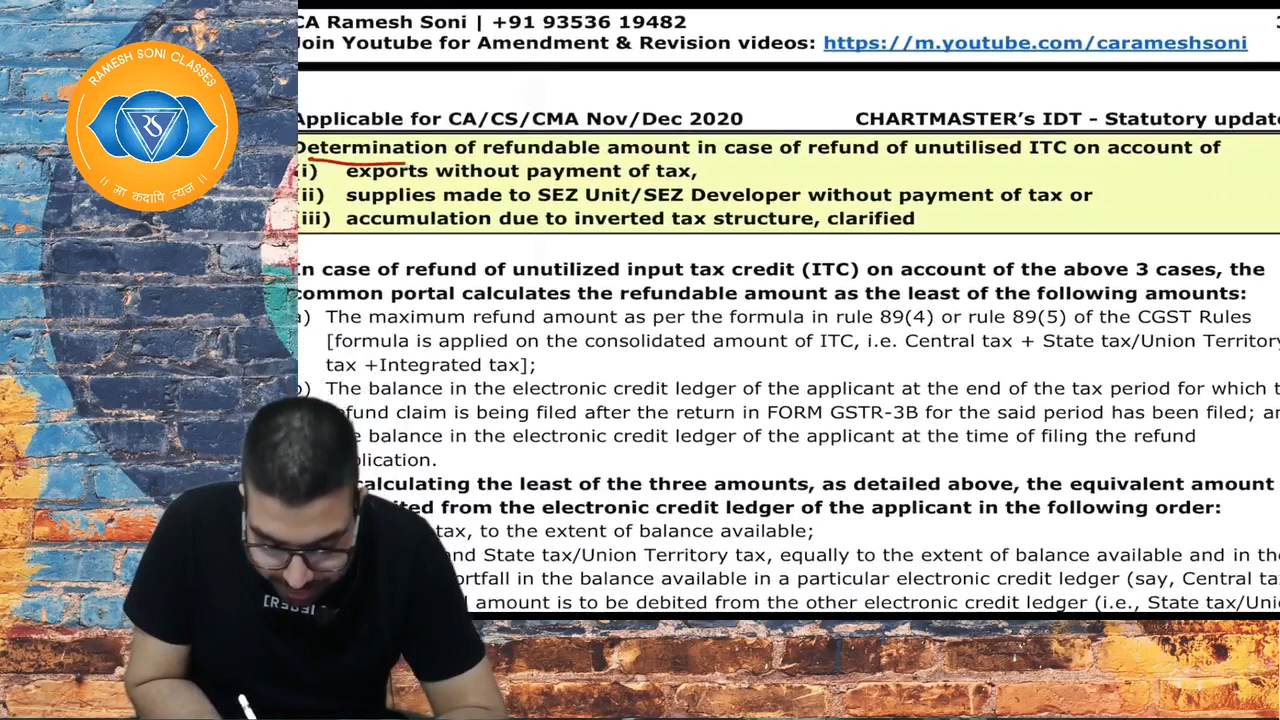 RAMESH SONI CLASSES
RS
॥ मा कदापि त्यज ॥
CA Ramesh Soni | +91 93536 19482
Join Youtube for Amendment & Revision videos: https://m.youtube.com/carameshsoni
Applicable for CA/CS/CMA Nov/Dec 2020 CHARTMASTER’s IDT - Statutory update
Determination of refundable amount in case of refund of unutilised ITC on account of
(i) exports without payment of tax,
(ii) supplies made to SEZ Unit/SEZ Developer without payment of tax or
(iii) accumulation due to inverted tax structure, clarified
In case of refund of unutilized input tax credit (ITC) on account of the above 3 cases, the
common portal calculates the refundable amount as the least of the following amounts:
a) The maximum refund amount as per the formula in rule 89(4) or rule 89(5) of the CGST Rules
[formula is applied on the consolidated amount of ITC, i.e. Central tax + State tax/Union Territory
tax +Integrated tax];
b) The balance in the electronic credit ledger of the applicant at the end of the tax period for which
refund claim is being filed after the return in FORM GSTR-3B for the said period has been filed;
balance in the electronic credit ledger of the applicant at the time of filing the refund
calculating the least of the three amounts, as detailed above, the equivalent amount
from the electronic credit ledger of the applicant in the following order:
tax, to the extent of balance available;
and State tax/Union Territory tax, equally to the extent of balance available and in
in the balance available in a particular electronic credit ledger (say, Central
amount is to be debited from the other electronic credit ledger (i.e., State